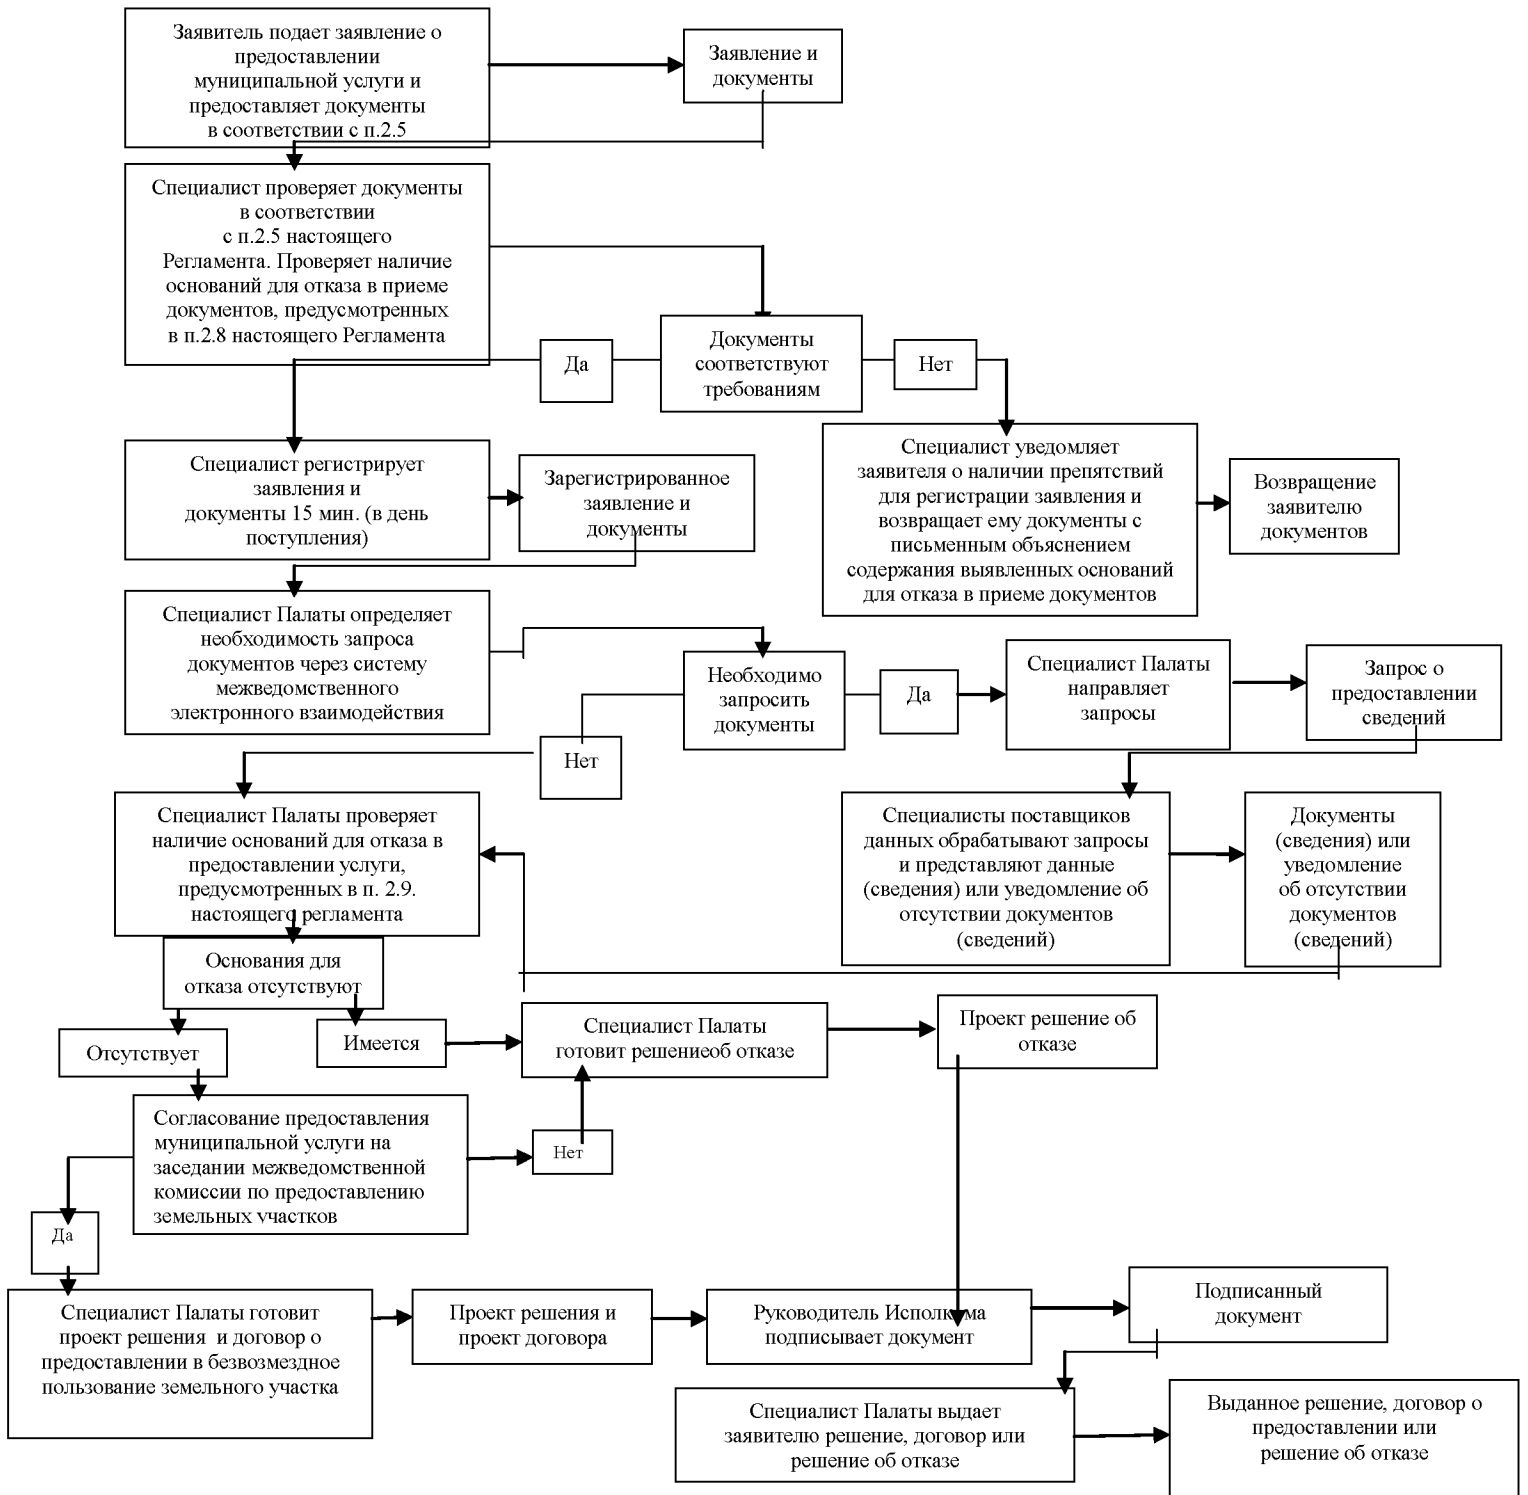 Заявитель подает заявление о
предоставлении
муниципальной услуги и
предоставляет документы
в соответствии с п.2.5
Заявление и
документы
Специалист проверяет документы
в соответствии
с п.2.5 настоящего
Регламента. Проверяет наличие
оснований для отказа в приеме
документов, предусмотренных
в п.2.8 настоящего Регламента
Документы
соответствуют
требованиям
Да
Нет
Специалист регистрирует
заявления и
документы 15 мин. (в день
поступления)
Зарегистрированное
заявление и
документы
Специалист уведомляет
заявителя о наличии препятствий
для регистрации заявления и
возвращает ему документы с
письменным объяснением
содержания выявленных оснований
для отказа в приеме документов
Возвращение
заявителю
документов
Специалист Палаты определяет
необходимость запроса
документов через систему
межведомственного
электронного взаимодействия
Необходимо
запросить
документы
Да
Специалист Палаты
направляет
запросы
Запрос о
предоставлении
сведений
Нет
Специалист Палаты проверяет
наличие оснований для отказа в
предоставлении услуги,
предусмотренных в п. 2.9.
настоящего регламента
Специалисты поставщиков
данных обрабатывают запросы
и представляют данные
(сведения) или уведомление об
отсутствии документов
(сведений)
Документы
(сведения) или
уведомление
об отсутствии
документов
(сведений)
Основания для
отказа отсутствуют
Отсутствует
Имеется
Специалист Палаты
готовит решениеоб отказе
Проект решение об
отказе
Согласование предоставления
муниципальной услуги на
заседании межведомственной
комиссии по предоставлению
земельных участков
Нет
Да
Специалист Палаты готовит
проект решения и договор о
предоставлении в безвозмездное
пользование земельного участка
Проект решения и
проект договора
Руководитель Исполкома
подписывает документ
Подписанный
документ
Специалист Палаты выдает
заявителю решение, договор или
решение об отказе
Выданное решение, договор о
предоставлении или
решение об отказе